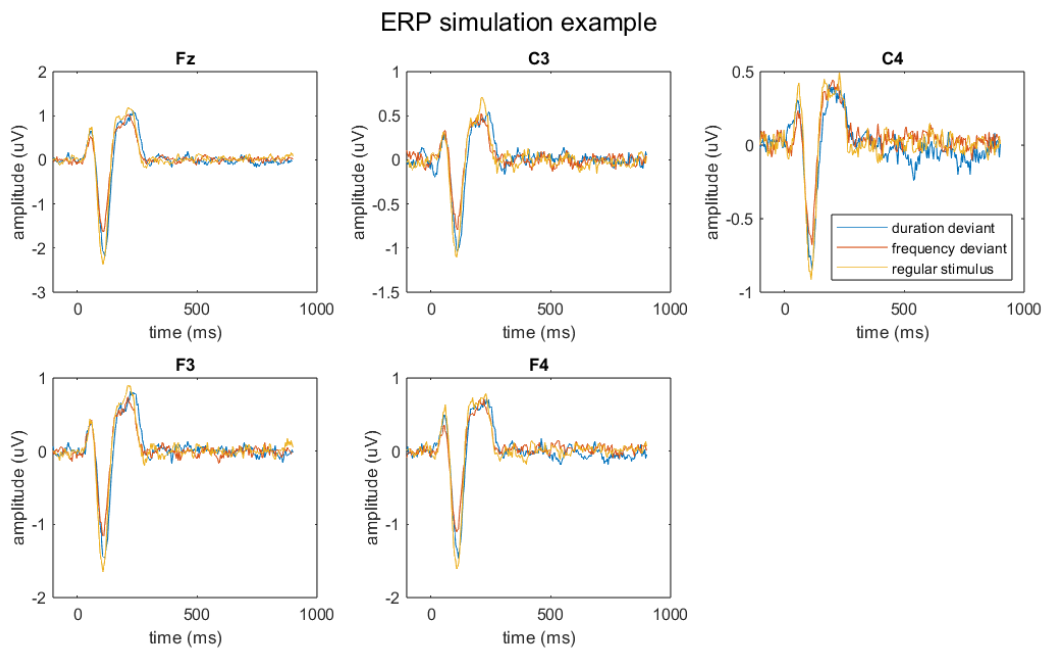 ERP simulation example
Fz
2
1
0
-1
-2
-3
amplitude (uV)
0 500 1000
time (ms)
C3
1
0.5
0
-0.5
-1
-1.5
amplitude (uV)
0 500 1000
time (ms)
C4
0.5
0
-0.5
-1
amplitude (uV)
duration deviant
frequency deviant
regular stimulus
0 500 1000
time (ms)
F3
1
0
-1
-2
amplitude (uV)
0 500 1000
time (ms)
F4
1
0
-1
-2
amplitude (uV)
0 500 1000
time (ms)